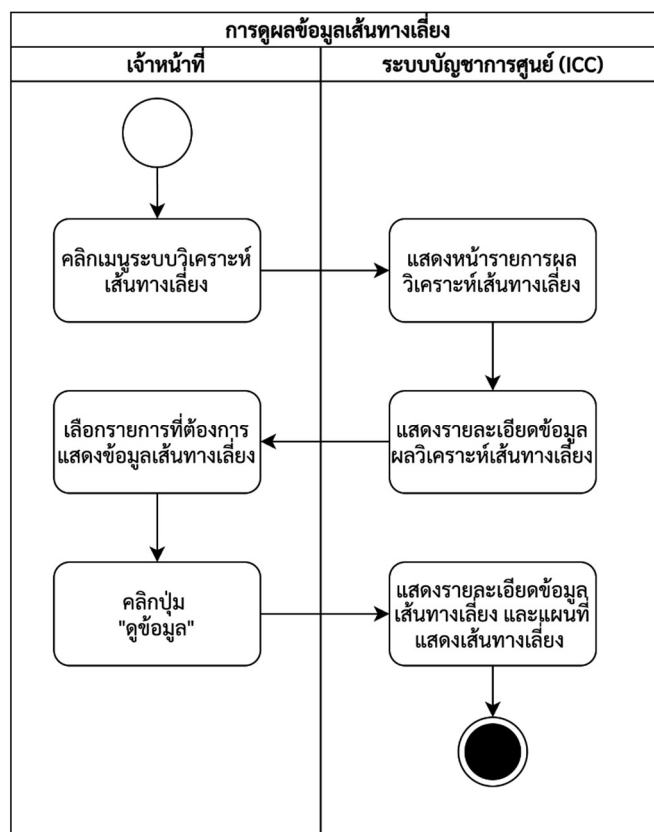 การดูผลข้อมูลเส้นทางเลี่ยง
เจ้าหน้าที่
ระบบบัญชาการศูนย์ (ICC)
คลิกเมนูระบบวิเคราะห์
เส้นทางเลี่ยง
แสดงหน้ารายการผล
วิเคราะห์เส้นทางเลี่ยง
เลือกรายการที่ต้องการ
แสดงข้อมูลเส้นทางเลี่ยง
แสดงรายละเอียดข้อมูล
ผลวิเคราะห์เส้นทางเลี่ยง
คลิกปุ่ม
"ดูข้อมูล"
แสดงรายละเอียดข้อมูล
เส้นทางเลี่ยง และแผนที่
แสดงเส้นทางเลี่ยง